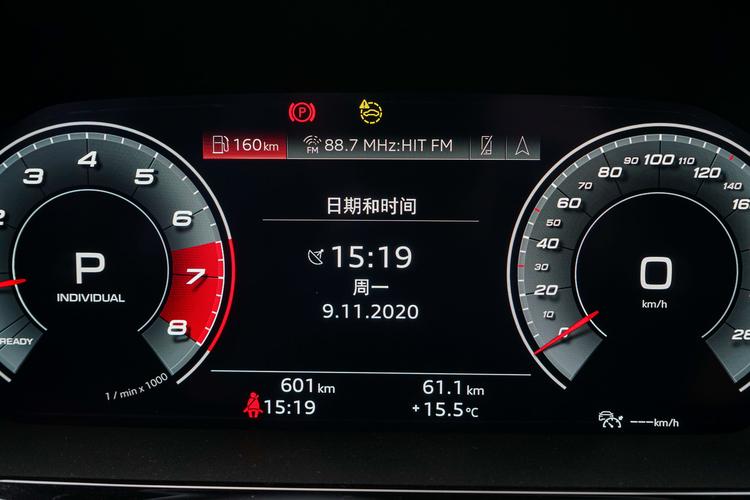 P
160 km
FM 88.7 MHz:HIT FM
日期和时间
15:19
周一
9.11.2020
2
3
4
5
6
7
8
P
INDIVIDUAL
READY
1 / min x 1000
0
10
20
30
40
50
60
70
80
90
100
110
120
140
16
28
0
km/h
601 km
61.1 km
15:19
+15.5°C
---km/h